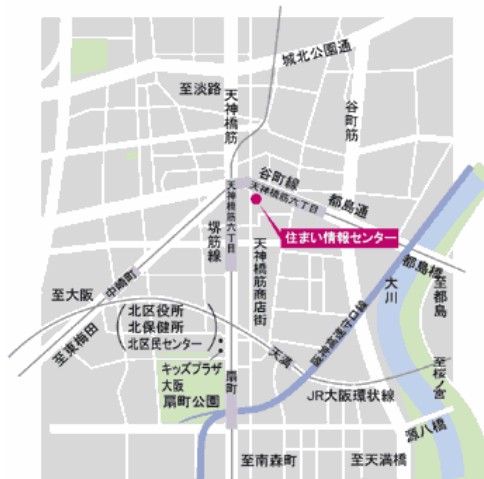 城北公園通
至淡路
天神橋筋
谷町筋
谷町線
天神橋筋六丁目
都島通
天神橋筋六丁目
堺筋線
住まい情報センター
天神橋筋商店街
都島橋
大川
至都島
中崎町
至大阪
至東梅田
北区役所
北保健所
北区民センター
天満
至桜ノ宮
キッズプラザ
大阪
扇町公園
扇町
JR大阪環状線
源八橋
至南森町
至天満橋